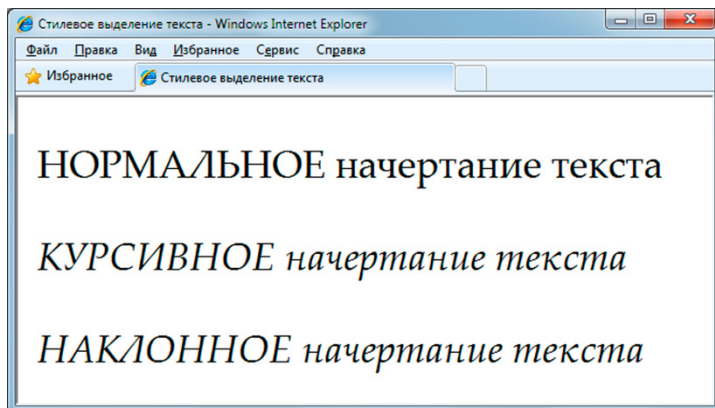 Стилевое выделение текста - Windows Internet Explorer
Файл Правка Вид Избранное Сервис Справка
Избранное Стилевое выделение текста
НОРМАЛЬНОЕ начертание текста
КУРСИВНОЕ начертание текста
НАКЛОННОЕ начертание текста